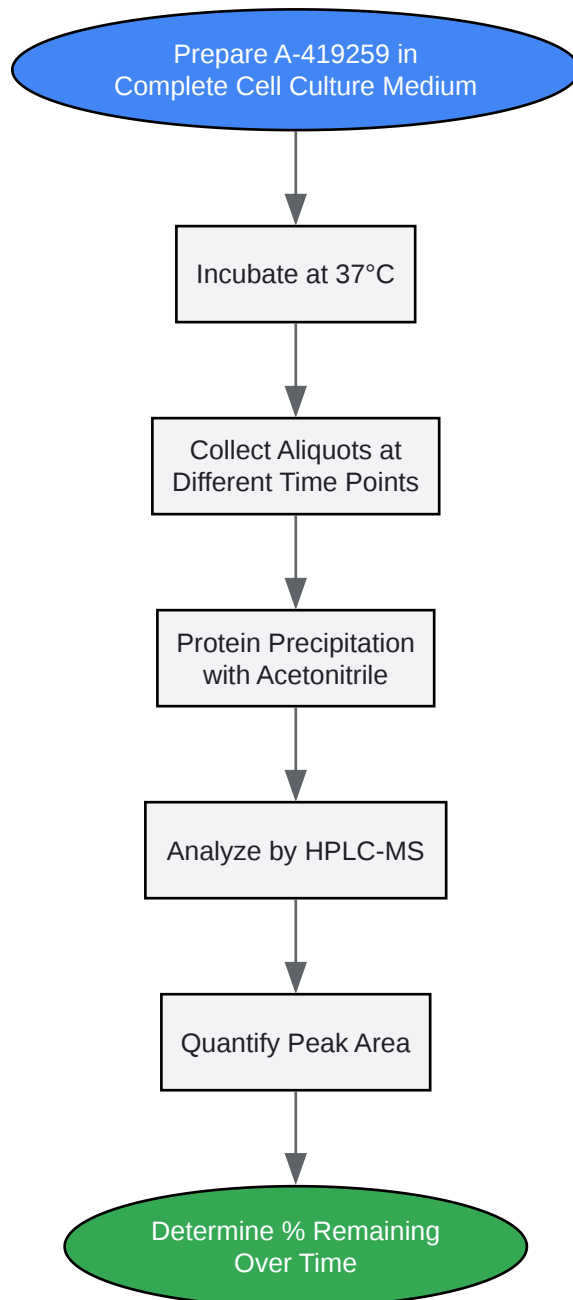 Prepare A-419259 in
Complete Cell Culture Medium
Incubate at 37°C
Collect Aliquots at
Different Time Points
Protein Precipitation
with Acetonitrile
Analyze by HPLC-MS
Quantify Peak Area
Determine % Remaining
Over Time